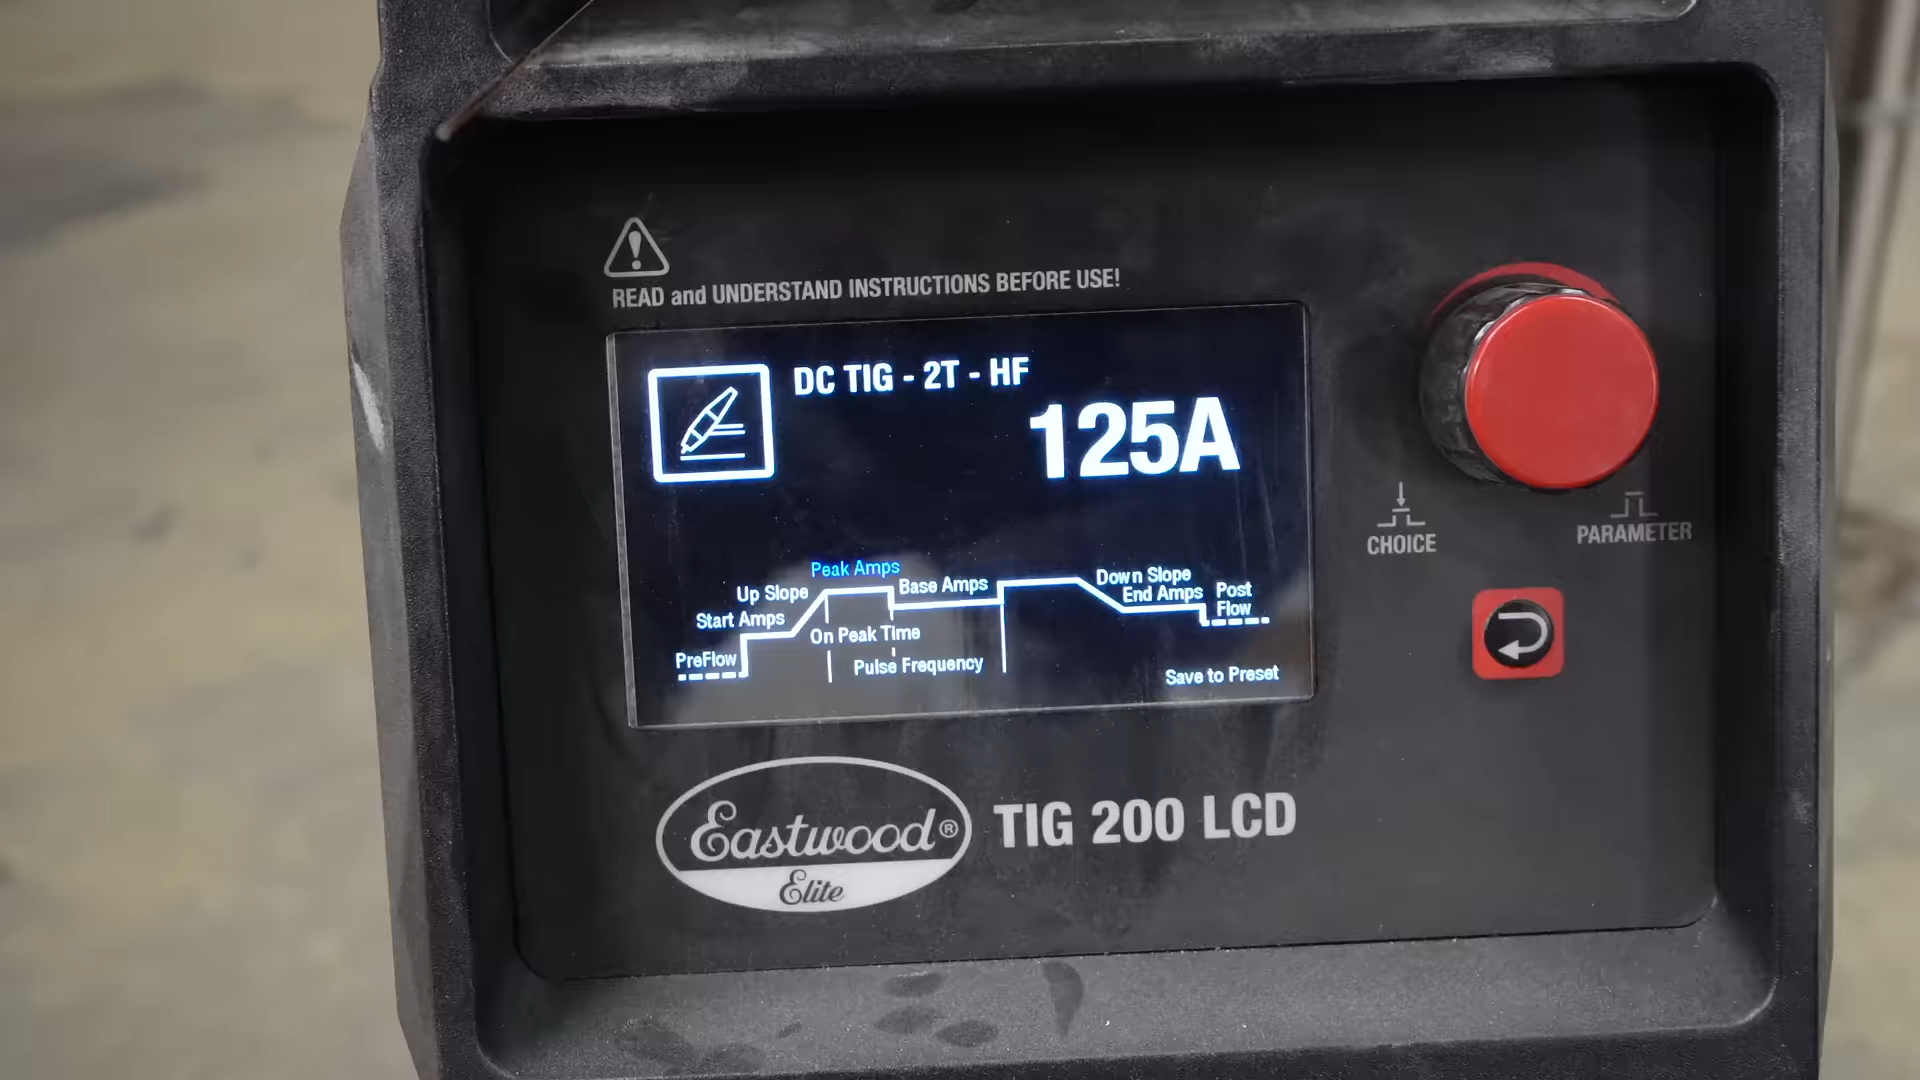 READ and UNDERSTAND INSTRUCTIONS BEFORE USE!
DC TIG - 2T - HF
125A
Peak Amps
Up Slope
Base Amps
Down Slope
Start Amps
End Amps
Post
Flow
On Peak Time
PreFlow
Pulse Frequency
Save to Preset
CHOICE
PARAMETER
Eastwood®
Elite
TIG 200 LCD